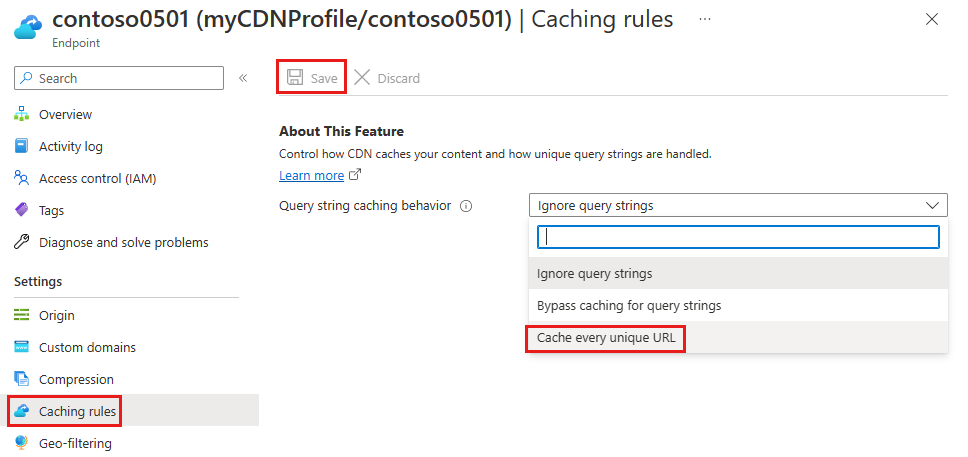 contoso0501 (myCDNProfile/contoso0501) | Caching rules ...
Endpoint
Search
«
Save
Discard
Overview
Activity log
Access control (IAM)
Tags
Diagnose and solve problems
Settings
Origin
Custom domains
Compression
Caching rules
Geo-filtering
About This Feature
Control how CDN caches your content and how unique query strings are handled.
Learn more
Query string caching behavior
Ignore query strings
Ignore query strings
Bypass caching for query strings
Cache every unique URL